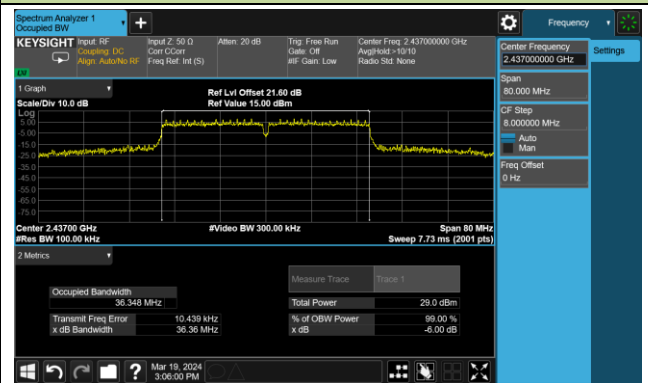 Spectrum Analyzer 1
Occupied BW
Frequency
KEYSIGHT
Input: RF
Coupling: DC
Align: Auto/No RF
Input Z: 50 Ω
Corr CCorr
Freq Ref: Int (S)
Atten: 20 dB
Trig: Free Run
Gate: Off
#IF Gain: Low
Center Freq: 2.437000000 GHz
Avg|Hold:>10/10
Radio Std: None
Center Frequency
2.437000000 GHz
Settings
Span
80.000 MHz
CF Step
8.000000 MHz
Auto
Man
Freq Offset
0 Hz
1 Graph
Scale/Div 10.0 dB
Ref Lvl Offset 21.60 dB
Ref Value 15.00 dBm
Log
5.00
-5.00
-15.0
-25.0
-35.0
-45.0
-55.0
-65.0
-75.0
Center 2.43700 GHz
#Res BW 100.00 kHz
#Video BW 300.00 kHz
Span 80 MHz
Sweep 7.73 ms (2001 pts)
2 Metrics
Measure Trace
Trace 1
Occupied Bandwidth
36.348 MHz
Total Power
29.0 dBm
Transmit Freq Error
10.439 kHz
% of OBW Power
99.00 %
x dB Bandwidth
36.36 MHz
x dB
-6.00 dB
?
Mar 19, 2024
3:06:00 PM